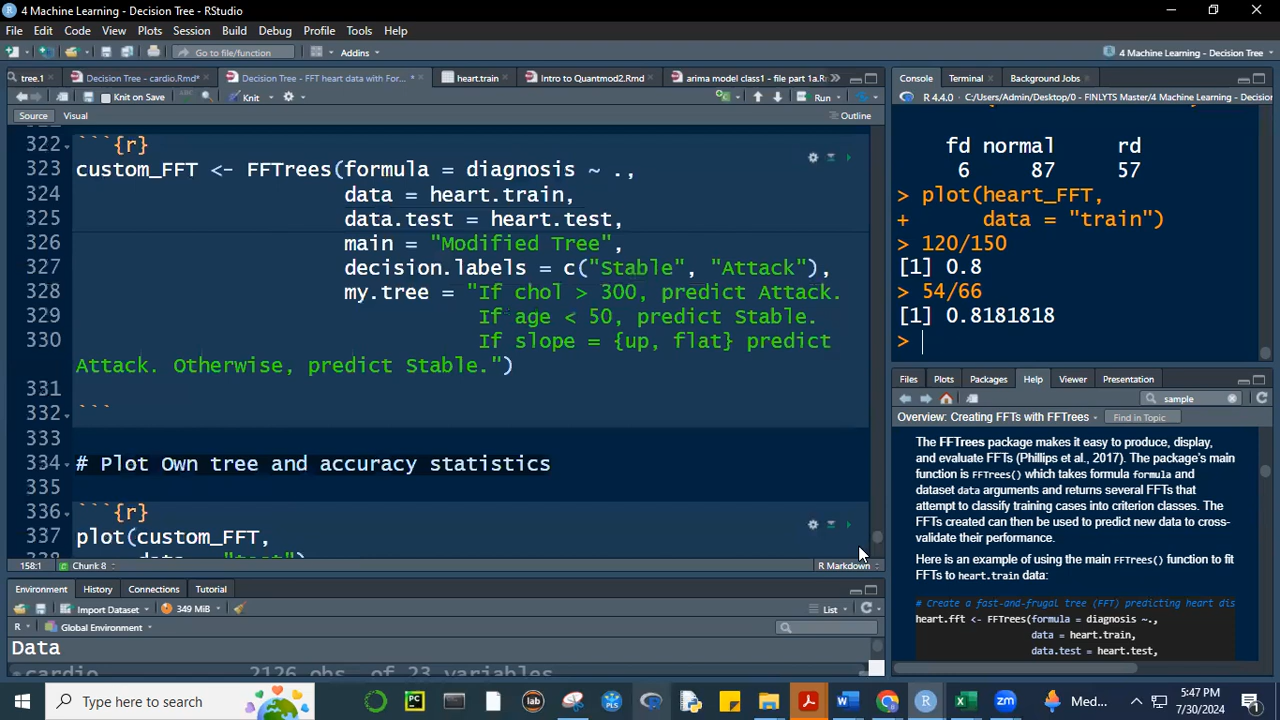 4 Machine Learning - Decision Tree - RStudio
File Edit Code View Plots Session Build Debug Profile Tools Help
Go to file/function Addins 4 Machine Learning - Decision Tree
tree.1 Decision Tree - cardio.Rmd* Decision Tree - FFT heart data with For...* heart.train Intro to Quantmod2.Rmd arima model class1 - file part 1a.Rmd
Knit on Save Knit Run
Source Visual Outline
322 ```{r}
323 custom_FFT <- FFTrees(formula = diagnosis ~ .,
324 data = heart.train,
325 data.test = heart.test,
326 main = "Modified Tree",
327 decision.labels = c("Stable", "Attack"),
328 my.tree = "If chol > 300, predict Attack.
329 If age < 50, predict Stable.
330 If slope = {up, flat} predict
Attack. Otherwise, predict Stable.")
331
332 ```
333
334 # Plot Own tree and accuracy statistics
335
336 ```{r}
337 plot(custom_FFT,
158:1 Chunk 8 R Markdown
Environment History Connections Tutorial
Import Dataset 349 MiB List
R Global Environment
Data
cardio 2126 obs. of 23 variables
Console Terminal Background Jobs
R 4.4.0 · C:/Users/Admin/Desktop/0 - FINLYTS Master/4 Machine Learning - Decision
fd normal rd
6 87 57
> plot(heart_FFT,
+ data = "train")
> 120/150
[1] 0.8
> 54/66
[1] 0.8181818
>
Files Plots Packages Help Viewer Presentation
sample
Overview: Creating FFTs with FFTrees Find in Topic
The FFTrees package makes it easy to produce, display,
and evaluate FFTs (Phillips et al., 2017). The package's main
function is FFTrees() which takes formula formula and
dataset data arguments and returns several FFTs that
attempt to classify training cases into criterion classes. The
FFTs created can then be used to predict new data to cross-
validate their performance.
Here is an example of using the main FFTrees() function to fit
FFTs to heart.train data:
# Create a fast-and-frugal tree (FFT) predicting heart dis
heart.fft <- FFTrees(formula = diagnosis ~.,
data = heart.train,
data.test = heart.test,
Type here to search
lab
Med...
5:47 PM
7/30/2024